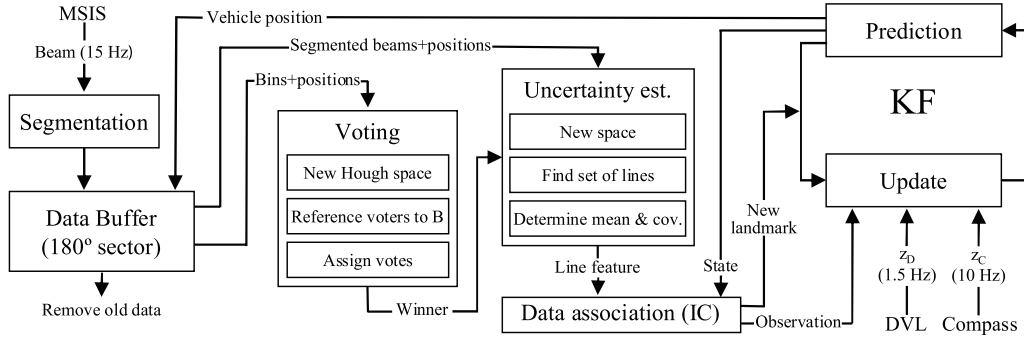 MSIS
Beam (15 Hz)
Segmentation
Data Buffer
(180º sector)
Remove old data
Vehicle position
Segmented beams+positions
Bins+positions
Voting
New Hough space
Reference voters to B
Assign votes
Winner
Uncertainty est.
New space
Find set of lines
Determine mean & cov.
Line feature
Data association (IC)
State
New
landmark
Observation
Prediction
KF
Update
zD
(1.5 Hz)
DVL
zC
(10 Hz)
Compass